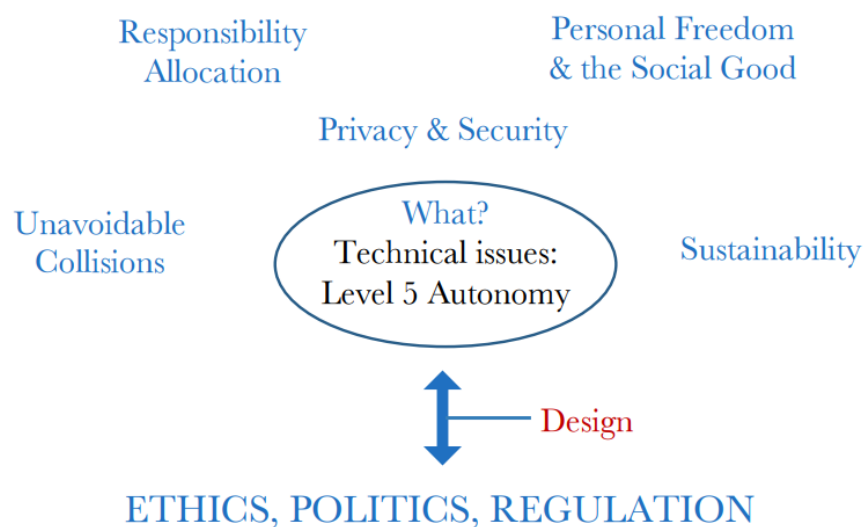 Responsibility
Allocation
Personal Freedom
& the Social Good
Privacy & Security
Unavoidable
Collisions
What?
Technical issues:
Level 5 Autonomy
Sustainability
Design
ETHICS, POLITICS, REGULATION